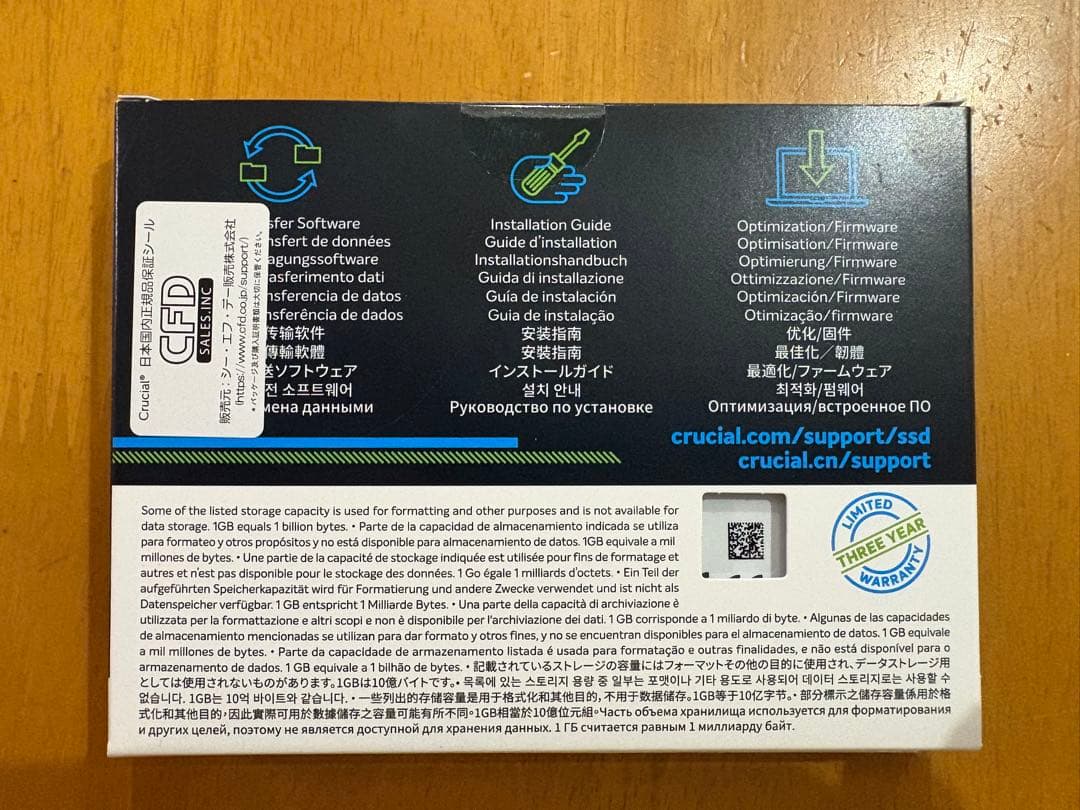 Crucial® 日本国内正規品保証シール
CFD
SALES.INC
販売元：シー・エフ・デー販売株式会社
(https://www.cfd.co.jp/support/)
*パッケージ及び購入証明書類は大切に保管ください。
sfer Software
nsfert de données
agungssoftware
asferimento dati
nsferencia de datos
nsferência de dados
传输软件
傳輸軟體
送ソフトウェア
전 소프트웨어
мена данными
Installation Guide
Guide d'installation
Installationshandbuch
Guida di installazione
Guía de instalación
Guia de instalação
安装指南
安裝指南
インストールガイド
설치 안내
Руководство по установке
Optimization/Firmware
Optimisation/Firmware
Optimierung/Firmware
Ottimizzazione/Firmware
Optimización/Firmware
Otimização/firmware
优化/固件
最佳化／韌體
最適化/ファームウェア
최적화/펌웨어
Оптимизация/встроенное ПО
crucial.com/support/ssd
crucial.cn/support
Some of the listed storage capacity is used for formatting and other purposes and is not available for
data storage. 1GB equals 1 billion bytes. • Parte de la capacidad de almacenamiento indicada se utiliza
para formateo y otros propósitos y no está disponible para almacenamiento de datos. 1GB equivale a mil
millones de bytes. • Une partie de la capacité de stockage indiquée est utilisée pour fins de formatage et
autres et n'est pas disponible pour le stockage des données. 1 Go égale 1 milliards d'octets. • Ein Teil der
aufgeführten Speicherkapazität wird für Formatierung und andere Zwecke verwendet und ist nicht als
Datenspeicher verfügbar. 1 GB entspricht 1 Milliarde Bytes. • Una parte della capacità di archiviazione è
utilizzata per la formattazione e altri scopi e non è disponibile per l'archiviazione dei dati. 1 GB corrisponde a 1 miliardo di byte. • Algunas de las capacidades
de almacenamiento mencionadas se utilizan para dar formato y otros fines, y no se encuentran disponibles para el almacenamiento de datos. 1 GB equivale
a mil millones de bytes. • Parte da capacidade de armazenamento listada é usada para formatação e outras finalidades, e não está disponível para o
armazenamento de dados. 1 GB equivale a 1 bilhão de bytes. • 記載されているストレージの容量にはフォーマットその他の目的に使用され、データストレージ用
としては使用されないものがあります。1GBは10億バイトです。• 목록에 있는 스토리지 용량 중 일부는 포맷이나 기타 용도로 사용되어 데이터 스토리지로는 사용할 수
없습니다. 1GB는 10억 바이트와 같습니다. • 一些列出的存储容量是用于格式化和其他目的,不用于数据储存。1GB等于10亿字节。• 部分標示之儲存容量係用於格
式化和其他目的，因此實際可用於數據儲存之容量可能有所不同。1GB相當於10億位元組。Часть объема хранилища используется для форматирования
и других целей, поэтому не является доступной для хранения данных. 1 ГБ считается равным 1 миллиарду байт.
LIMITED
THREE YEAR
WARRANTY